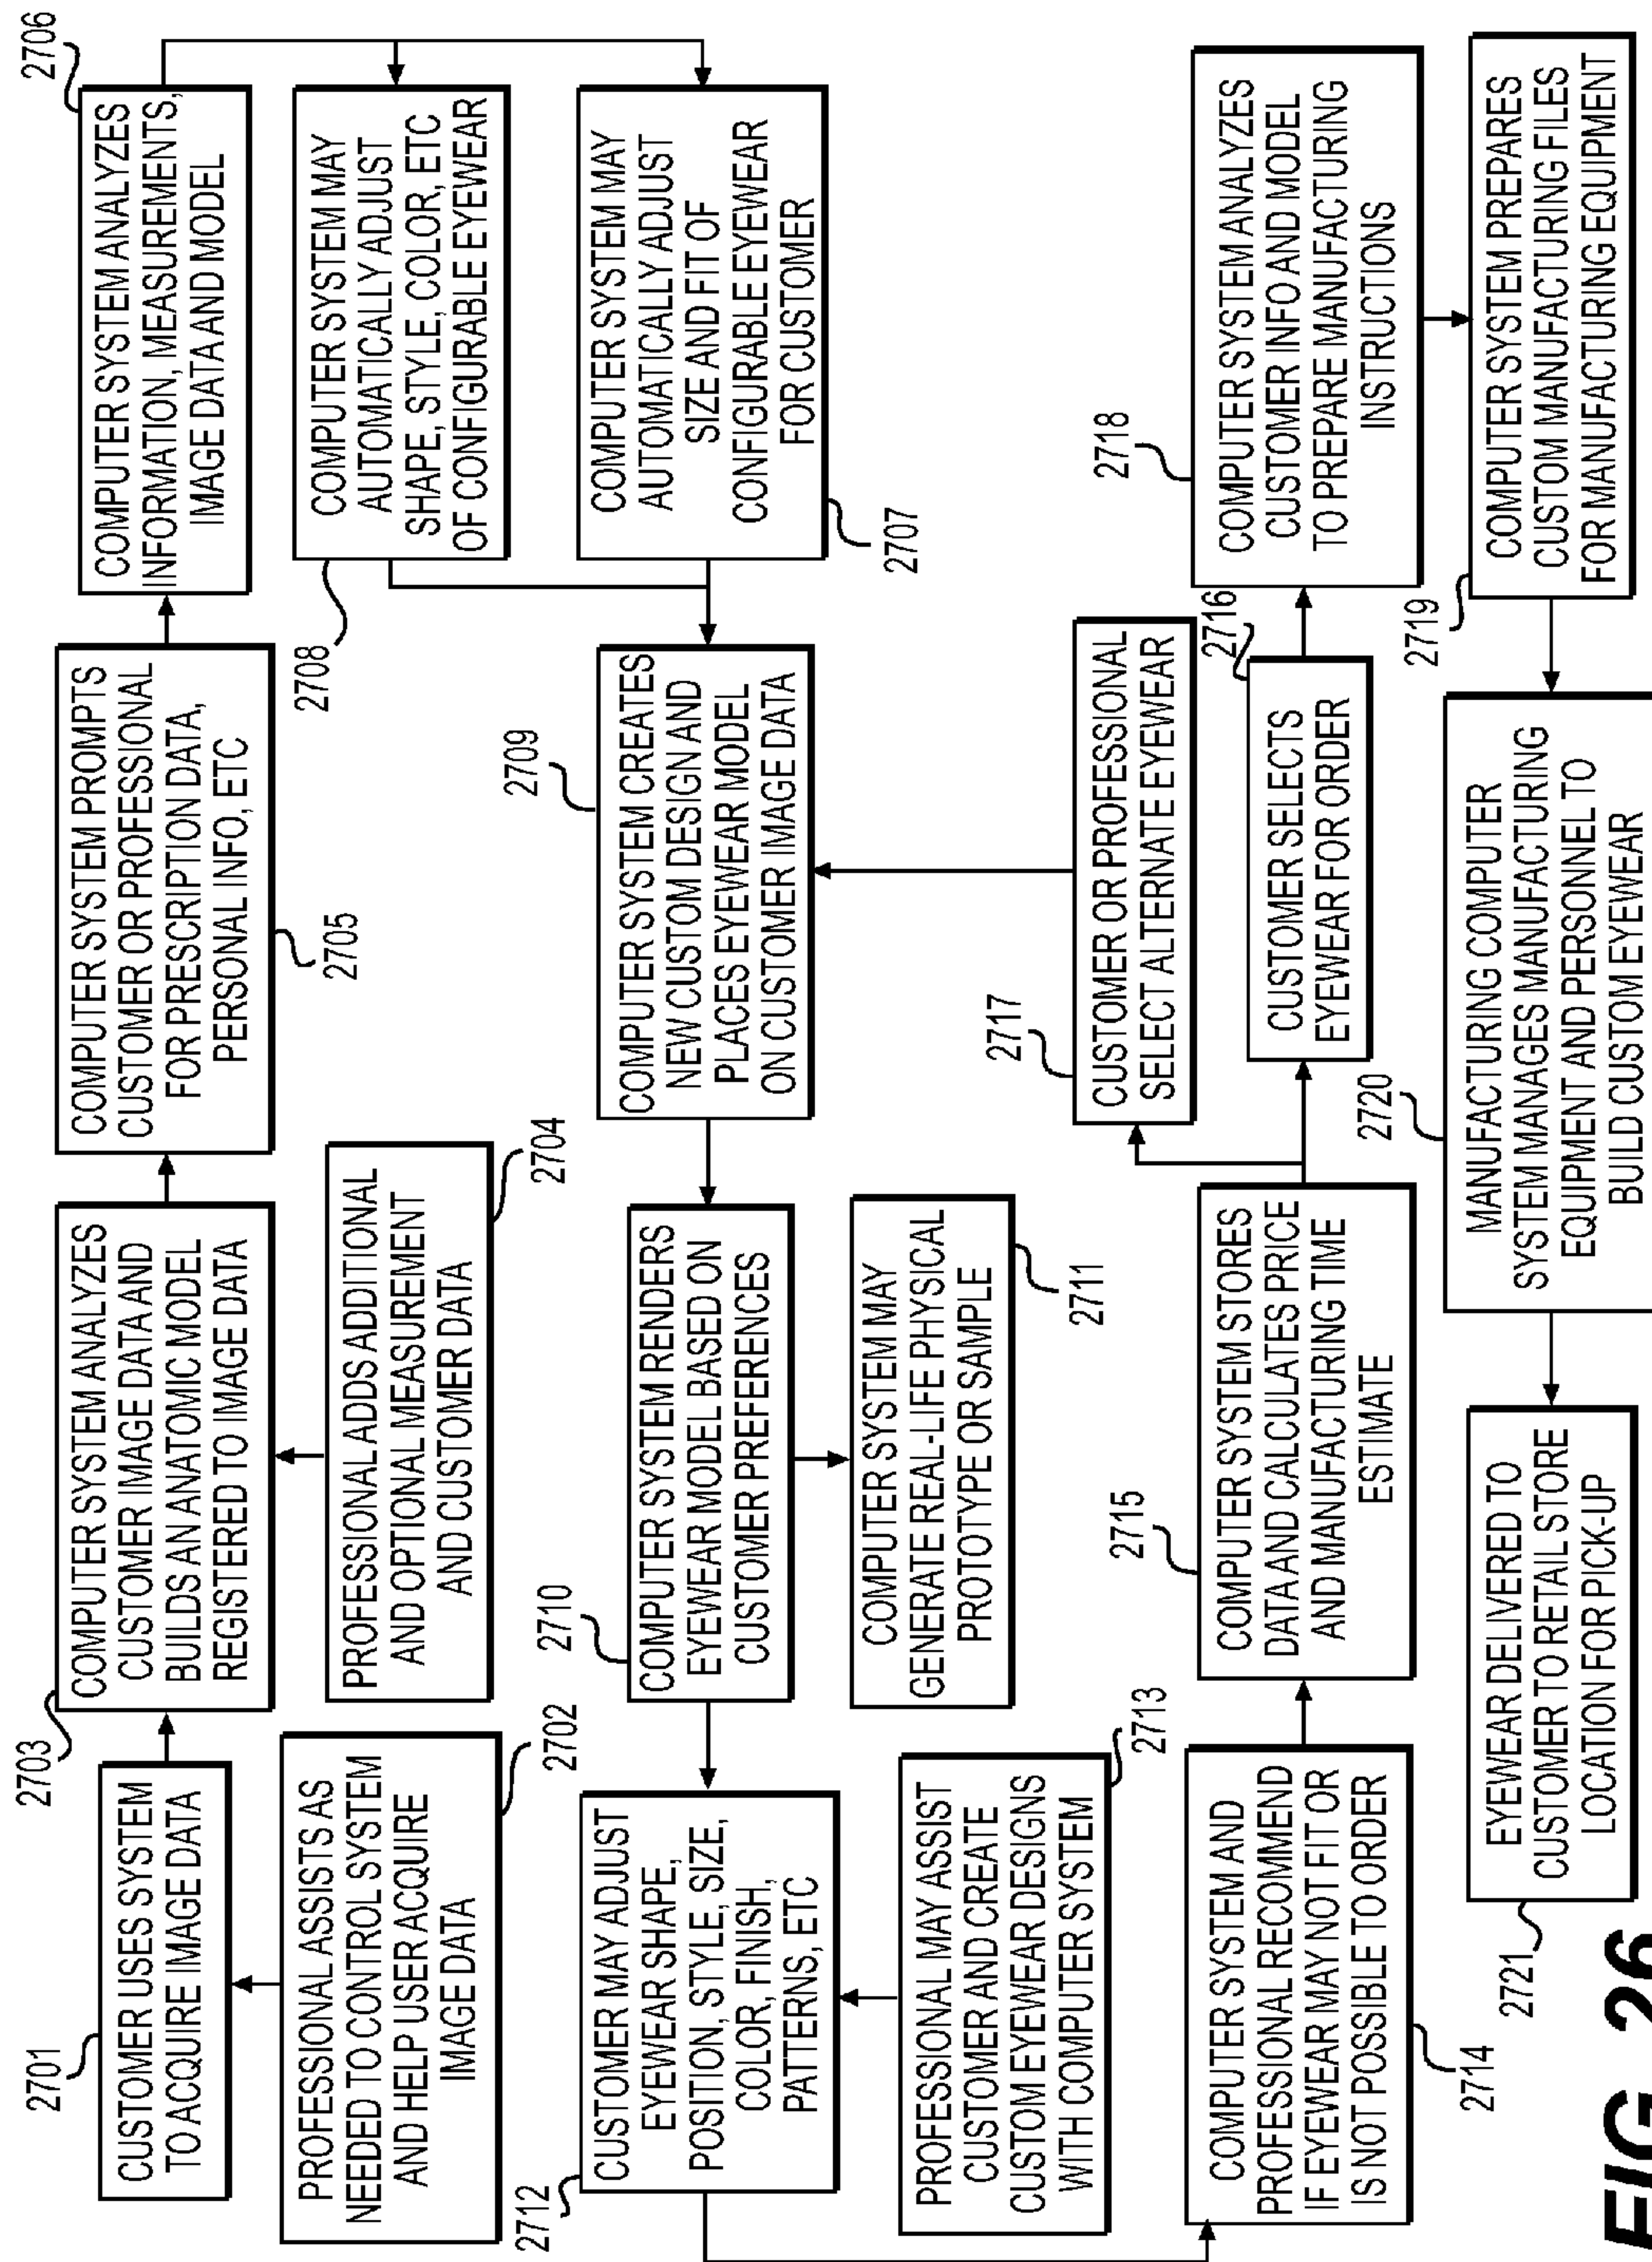 2701
CUSTOMER USES SYSTEM
TO ACQUIRE IMAGE DATA
PROFESSIONAL ASSISTS AS
NEEDED TO CONTROL SYSTEM
AND HELP USER ACQUIRE
IMAGE DATA
2702
2703
COMPUTER SYSTEM ANALYZES
CUSTOMER IMAGE DATA AND
BUILDS AN ANATOMIC MODEL
REGISTERED TO IMAGE DATA
PROFESSIONAL ADDS ADDITIONAL
AND OPTIONAL MEASUREMENT
AND CUSTOMER DATA
2704
COMPUTER SYSTEM PROMPTS
CUSTOMER OR PROFESSIONAL
FOR PRESCRIPTION DATA,
PERSONAL INFO, ETC
2705
2706
COMPUTER SYSTEM ANALYZES
INFORMATION, MEASUREMENTS,
IMAGE DATA AND MODEL
COMPUTER SYSTEM MAY
AUTOMATICALLY ADJUST
SHAPE, STYLE, COLOR, ETC
OF CONFIGURABLE EYEWEAR
2708
COMPUTER SYSTEM MAY
AUTOMATICALLY ADJUST
SIZE AND FIT OF
CONFIGURABLE EYEWEAR
FOR CUSTOMER
2707
2709
COMPUTER SYSTEM CREATES
NEW CUSTOM DESIGN AND
PLACES EYEWEAR MODEL
ON CUSTOMER IMAGE DATA
2710
COMPUTER SYSTEM RENDERS
EYEWEAR MODEL BASED ON
CUSTOMER PREFERENCES
COMPUTER SYSTEM MAY
GENERATE REAL-LIFE PHYSICAL
PROTOTYPE OR SAMPLE
2711
2712
CUSTOMER MAY ADJUST
EYEWEAR SHAPE,
POSITION, STYLE, SIZE,
COLOR, FINISH,
PATTERNS, ETC
PROFESSIONAL MAY ASSIST
CUSTOMER AND CREATE
CUSTOM EYEWEAR DESIGNS
WITH COMPUTER SYSTEM
2713
COMPUTER SYSTEM AND
PROFESSIONAL RECOMMEND
IF EYEWEAR MAY NOT FIT OR
IS NOT POSSIBLE TO ORDER
2714
2715
COMPUTER SYSTEM STORES
DATA AND CALCULATES PRICE
AND MANUFACTURING TIME
ESTIMATE
2717
CUSTOMER OR PROFESSIONAL
SELECT ALTERNATE EYEWEAR
2716
CUSTOMER SELECTS
EYEWEAR FOR ORDER
2718
COMPUTER SYSTEM ANALYZES
CUSTOMER INFO AND MODEL
TO PREPARE MANUFACTURING
INSTRUCTIONS
2719
COMPUTER SYSTEM PREPARES
CUSTOM MANUFACTURING FILES
FOR MANUFACTURING EQUIPMENT
2720
MANUFACTURING COMPUTER
SYSTEM MANAGES MANUFACTURING
EQUIPMENT AND PERSONNEL TO
BUILD CUSTOM EYEWEAR
EYEWEAR DELIVERED TO
CUSTOMER TO RETAIL STORE
LOCATION FOR PICK-UP
2721
FIG 26